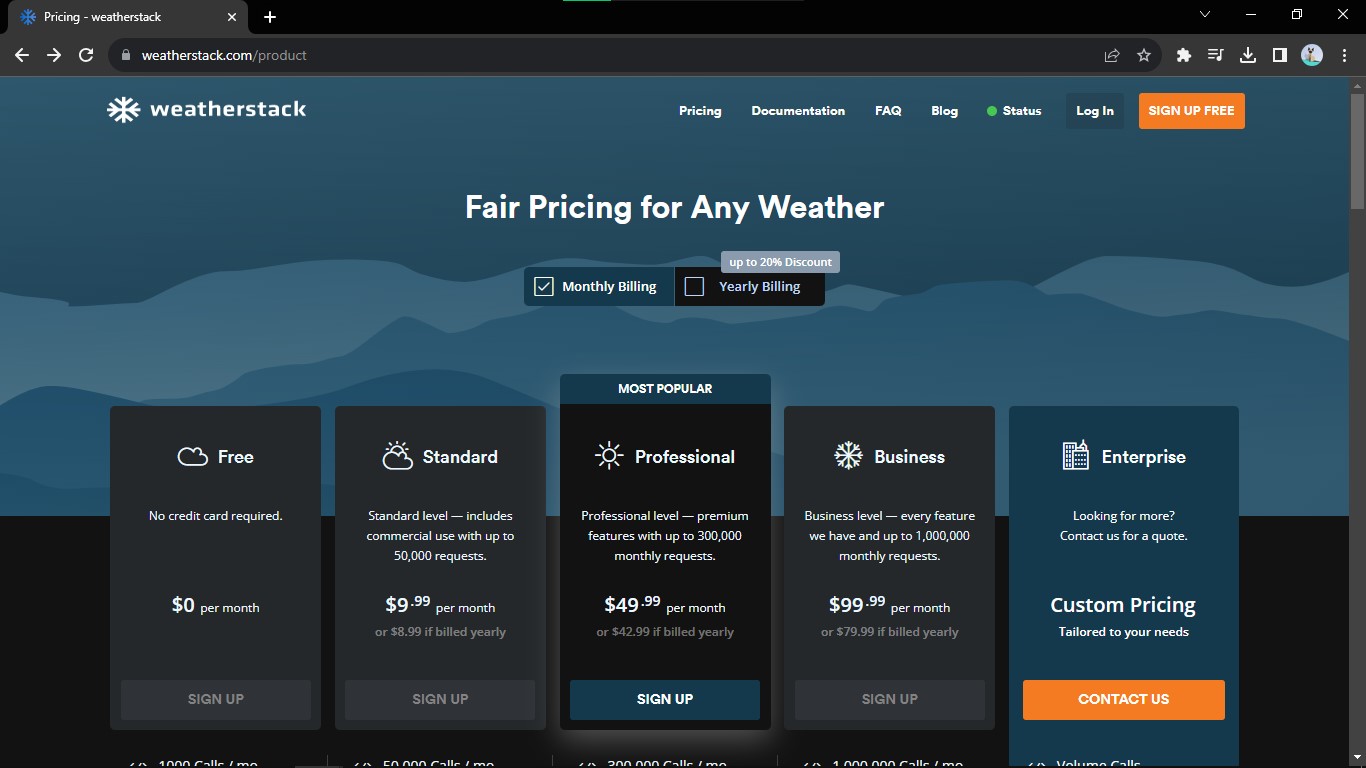 Pricing - weatherstack
weatherstack.com/product
weatherstack
Pricing
Documentation
FAQ
Blog
Status
Log In
SIGN UP FREE
Fair Pricing for Any Weather
up to 20% Discount
Monthly Billing
Yearly Billing
Free
No credit card required.
$0 per month
SIGN UP
1000 Calls / mo
Standard
Standard level — includes
commercial use with up to
50,000 requests.
$9.99 per month
or $8.99 if billed yearly
SIGN UP
50,000 Calls / mo
MOST POPULAR
Professional
Professional level — premium
features with up to 300,000
monthly requests.
$49.99 per month
or $42.99 if billed yearly
SIGN UP
300,000 Calls / mo
Business
Business level — every feature
we have and up to 1,000,000
monthly requests.
$99.99 per month
or $79.99 if billed yearly
SIGN UP
1,000,000 Calls / mo
Enterprise
Looking for more?
Contact us for a quote.
Custom Pricing
Tailored to your needs
CONTACT US
Volume Calls